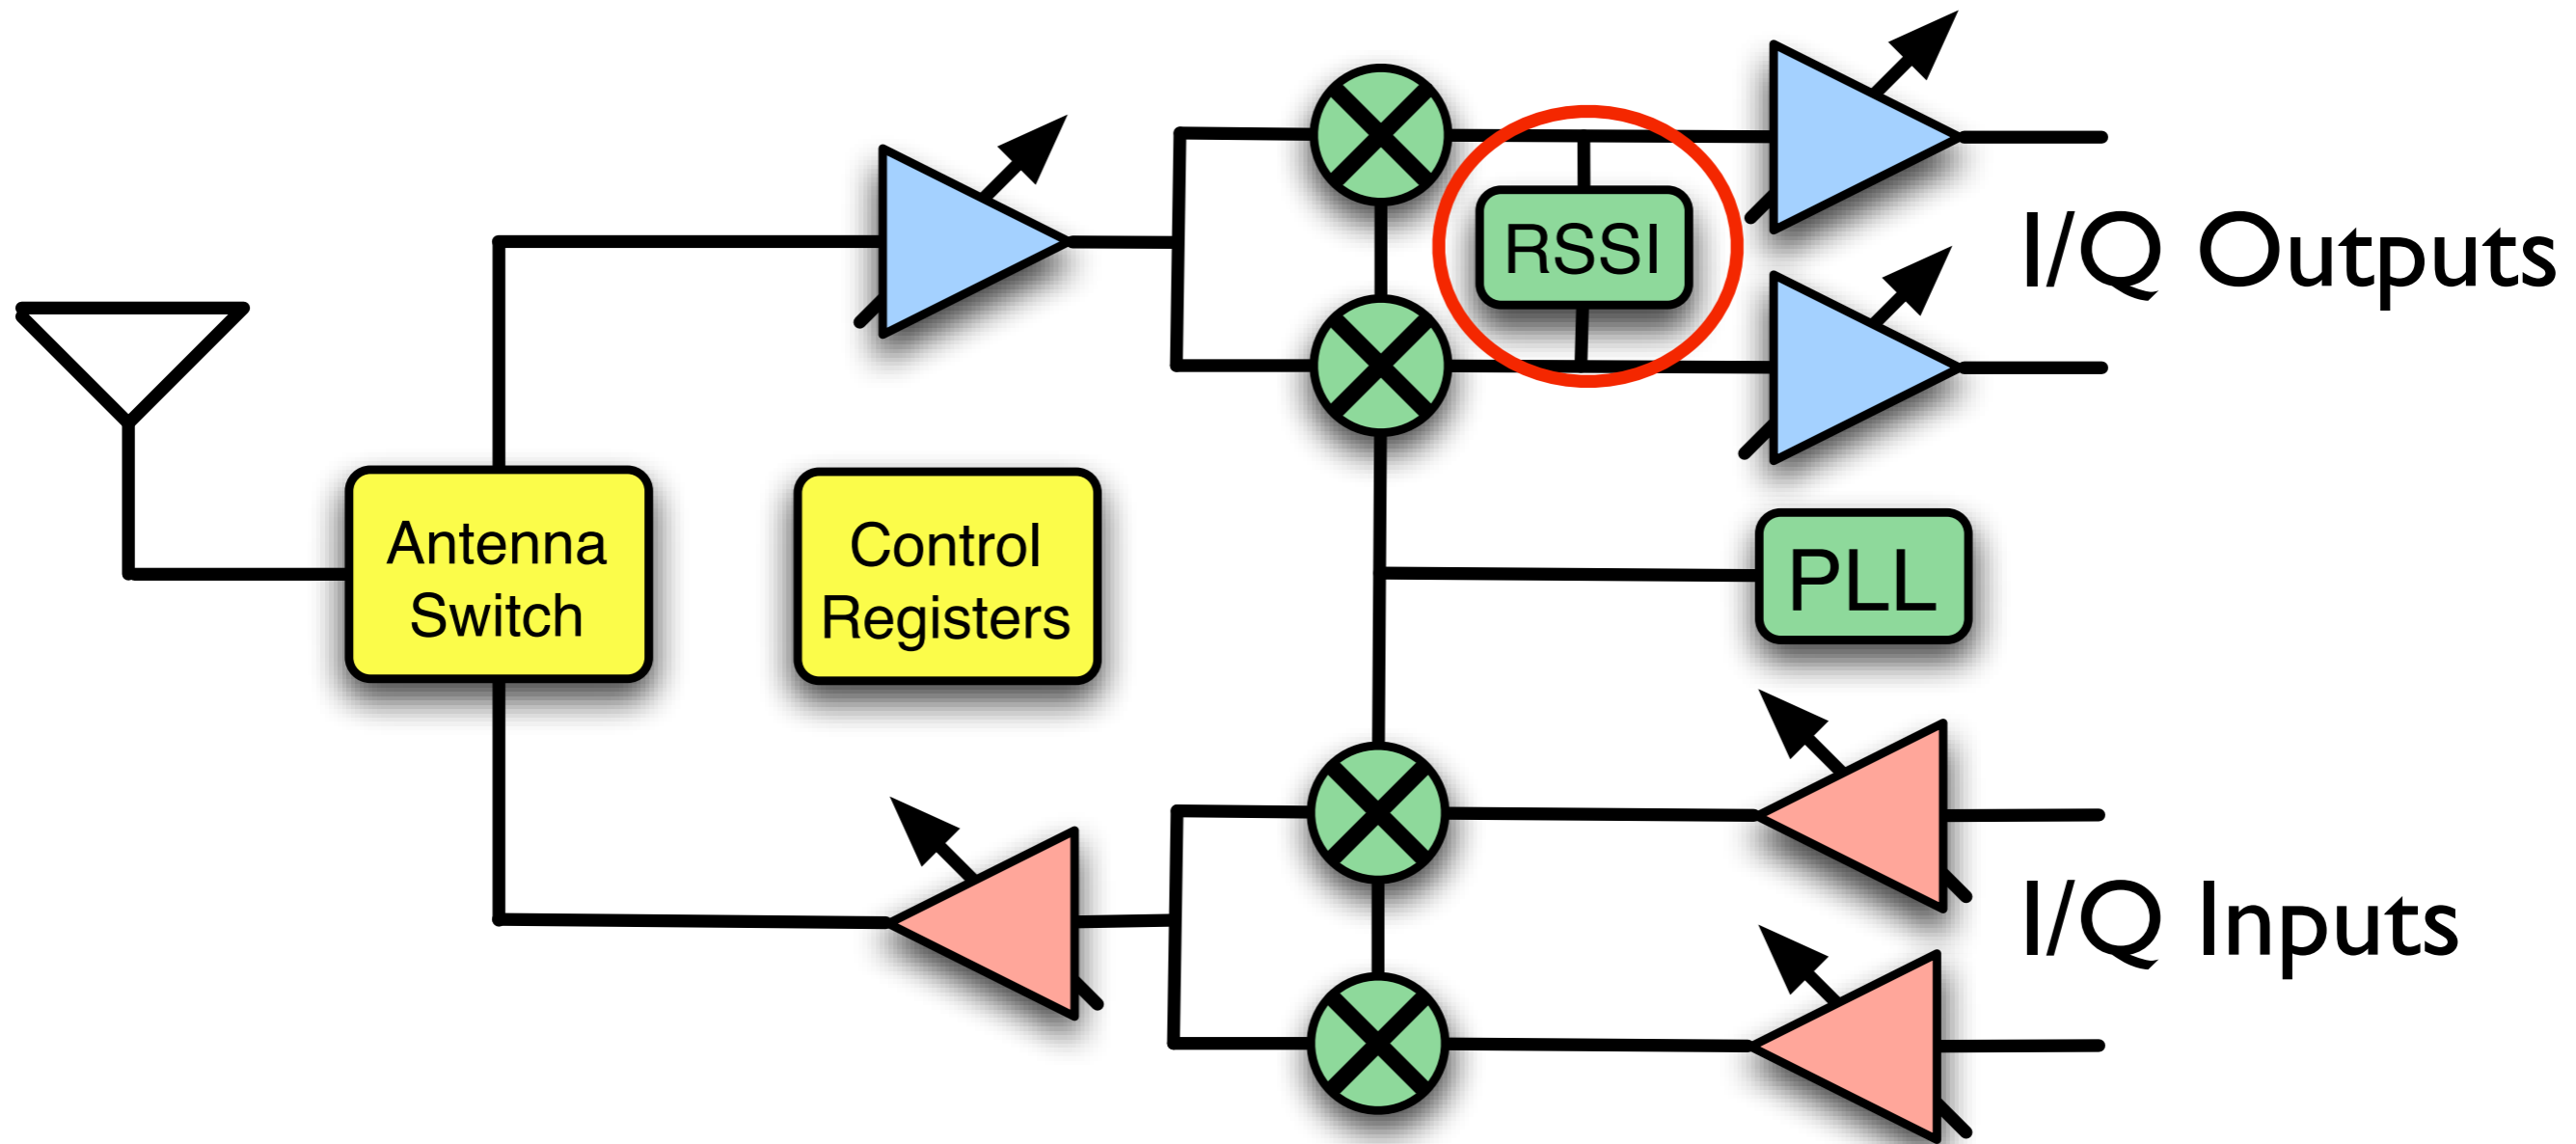 RSSI
I/Q Outputs
Antenna
Switch
Control
Registers
PLL
I/Q Inputs